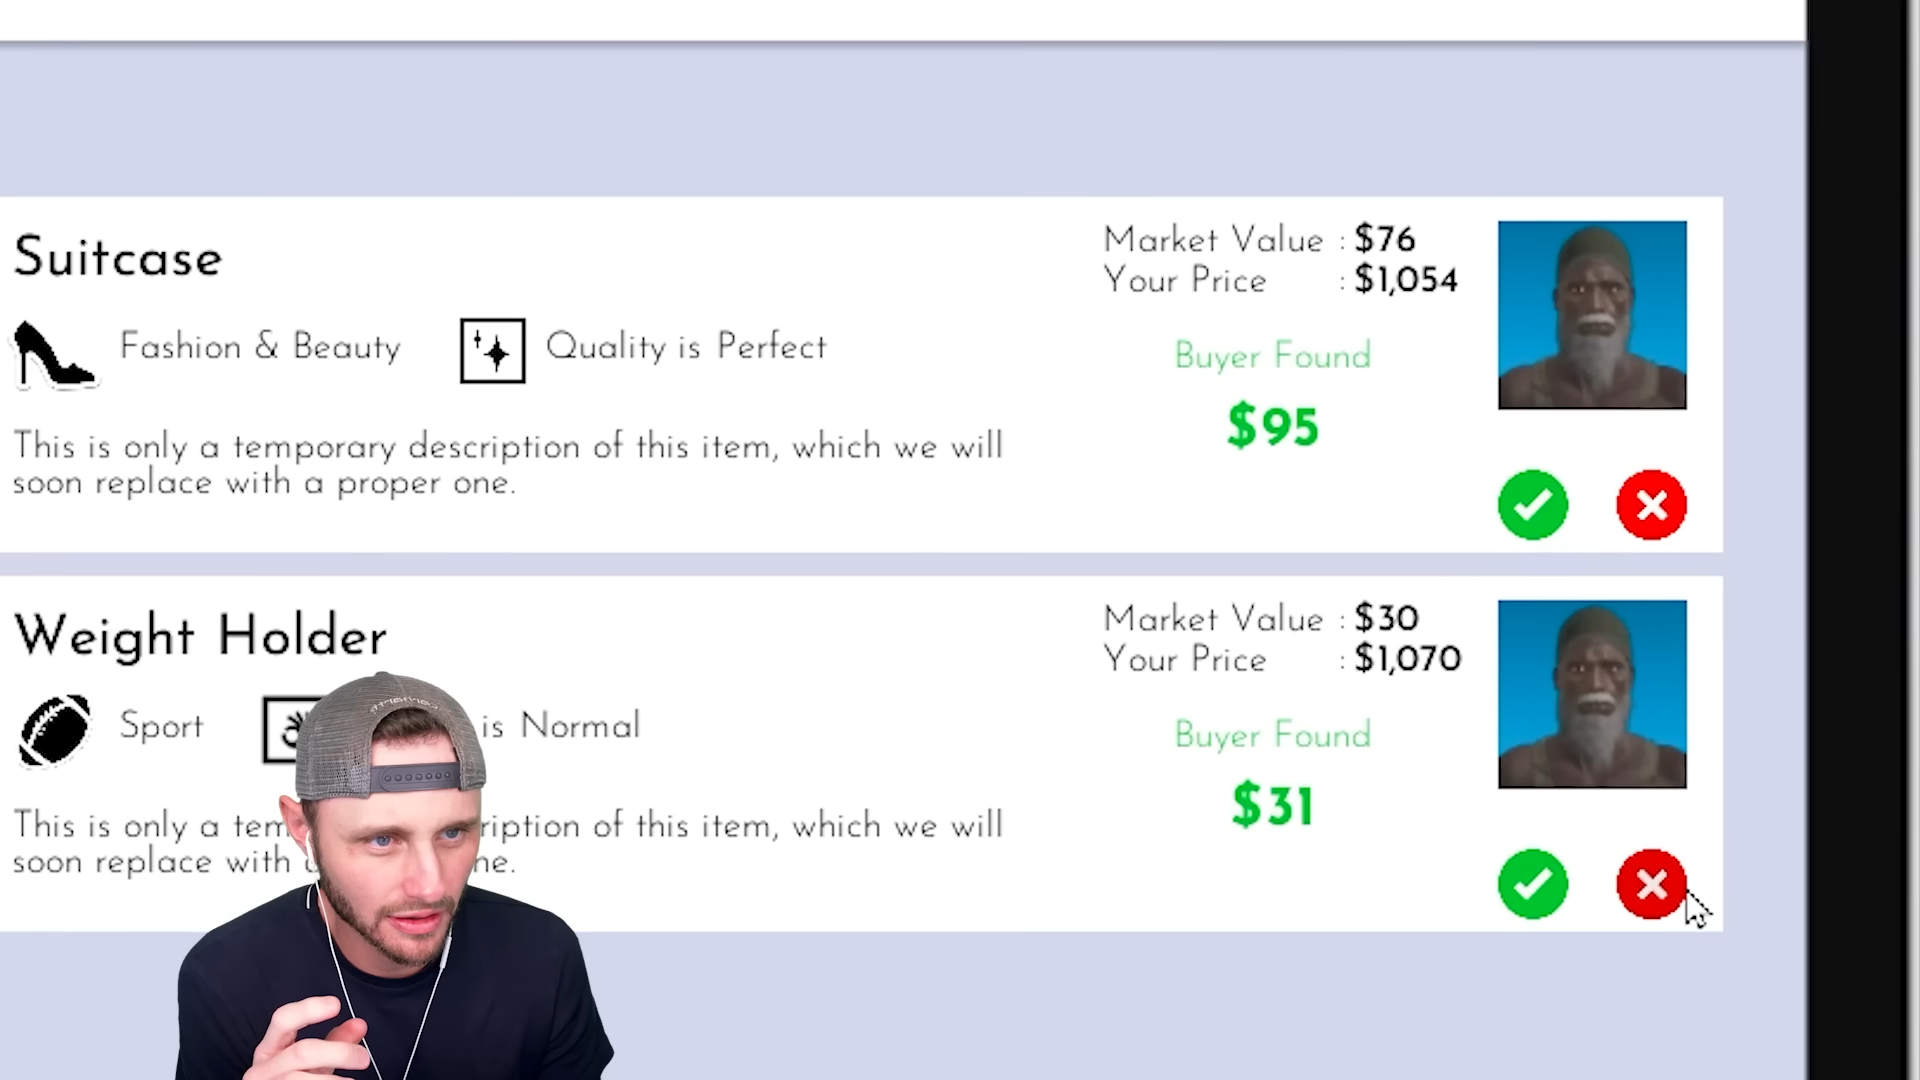 Suitcase
Market Value : $76
Your Price : $1,054
Fashion & Beauty
Quality is Perfect
Buyer Found
$95
This is only a temporary description of this item, which we will
soon replace with a proper one.
Weight Holder
Market Value : $30
Your Price : $1,070
Sport
is Normal
Buyer Found
$31
This is only a tem ription of this item, which we will
soon replace with ne.